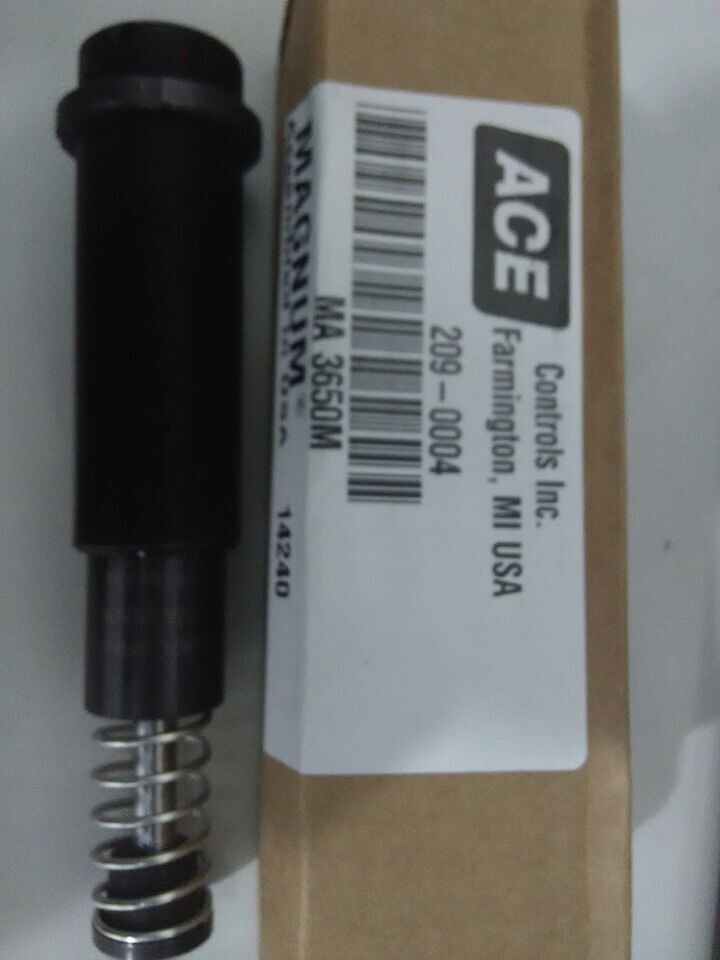 ACE
Controls Inc.
Farmington, MI USA
209-0004
MA 3650M
MAGNUM®
14240